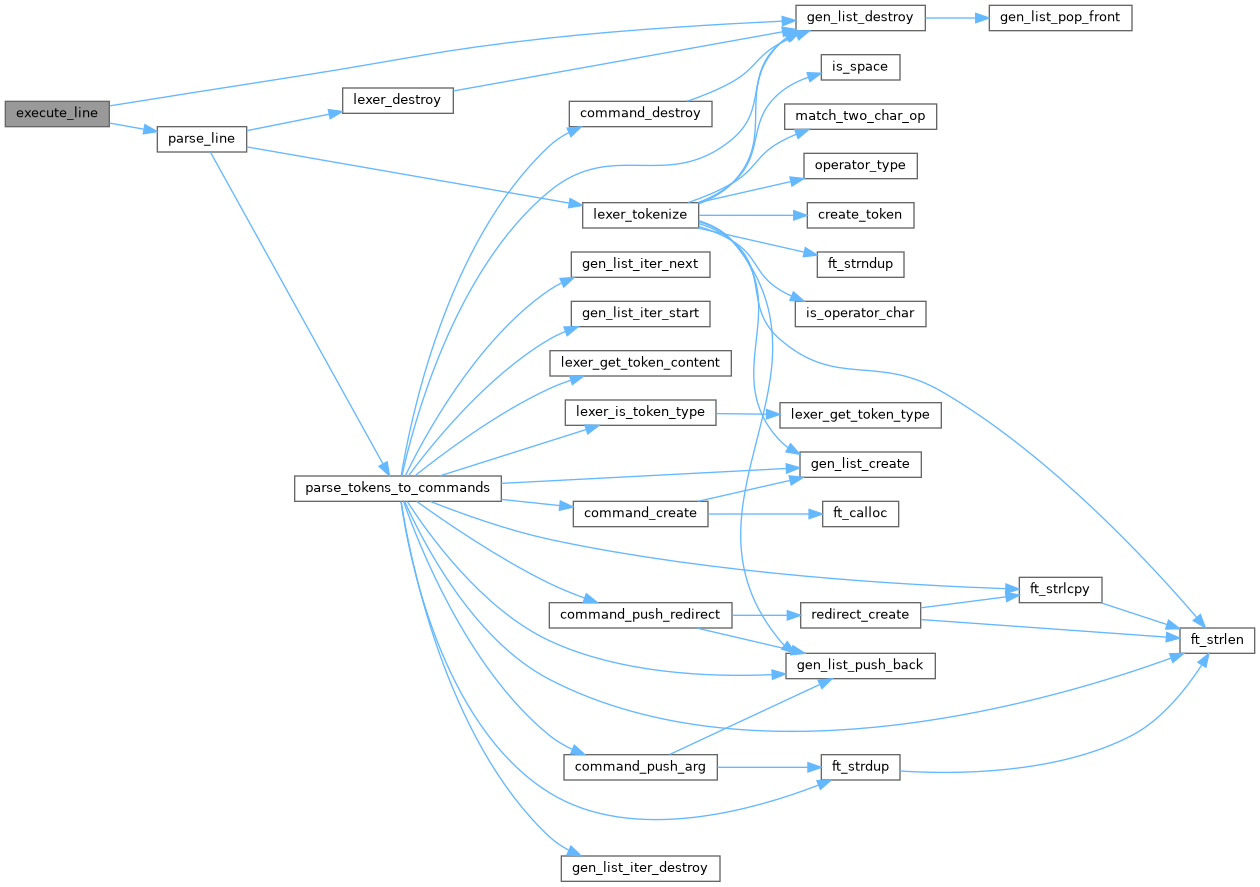 gen_list_destroy
gen_list_pop_front
is_space
lexer_destroy
execute_line
command_destroy
match_two_char_op
parse_line
operator_type
lexer_tokenize
create_token
gen_list_iter_next
ft_strndup
gen_list_iter_start
is_operator_char
lexer_get_token_content
lexer_is_token_type
lexer_get_token_type
gen_list_create
parse_tokens_to_commands
command_create
ft_calloc
ft_strlcpy
command_push_redirect
redirect_create
ft_strlen
gen_list_push_back
command_push_arg
ft_strdup
gen_list_iter_destroy